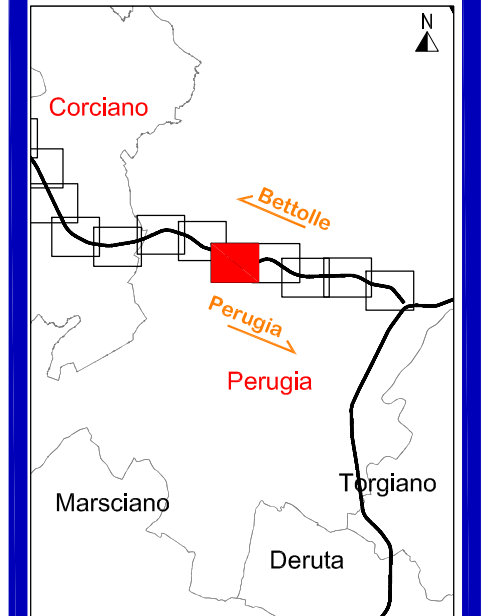 N
Corciano
Bettolle
Perugia
Perugia
Torgiano
Marsciano
Deruta